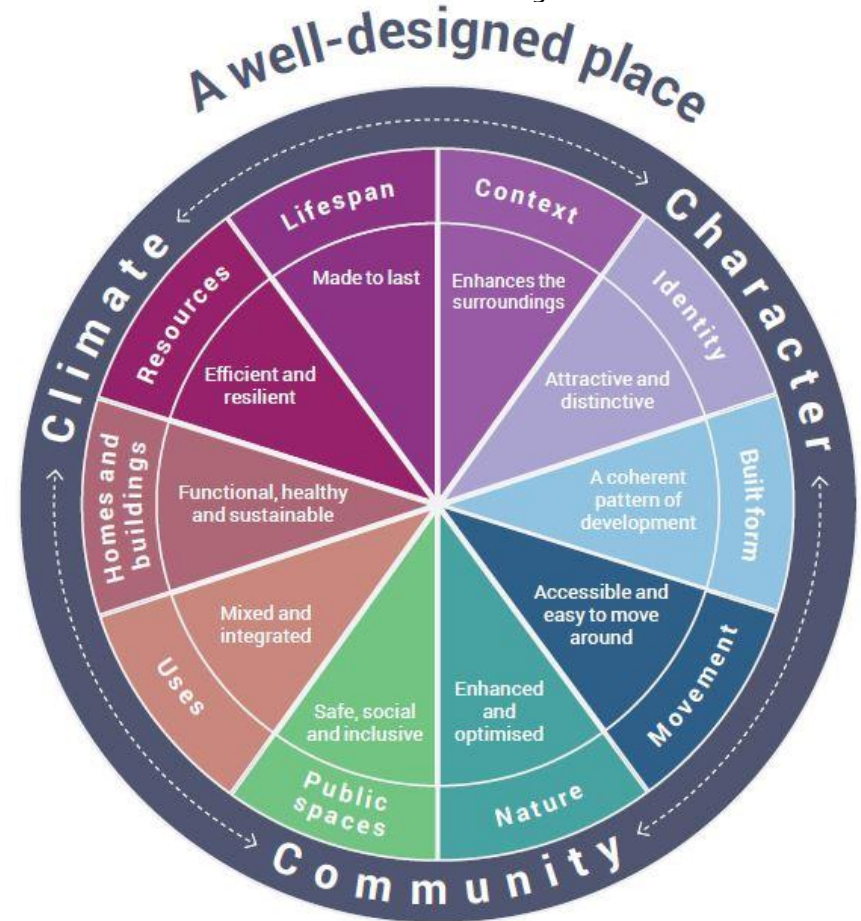 A well-designed place
Climate
Character
Community
Context
Enhances the
surroundings
Identity
Attractive and
distinctive
Built form
A coherent
pattern of
development
Movement
Accessible and
easy to move
around
Nature
Enhanced
and
optimised
Public
spaces
Safe, social
and inclusive
Uses
Mixed and
integrated
Homes and
buildings
Functional, healthy
and sustainable
Resources
Efficient and
resilient
Lifespan
Made to last